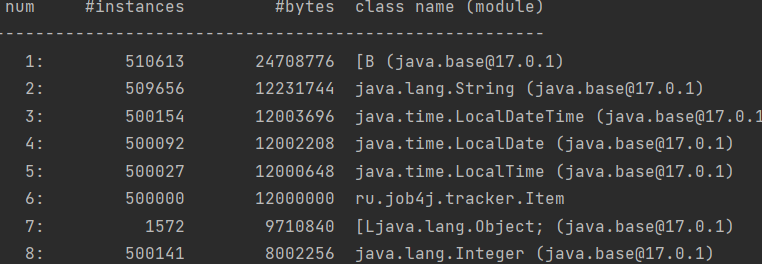 num #instances #bytes class name (module)
-------------------------------------------------------
1: 510613 24708776 [B (java.base@17.0.1)
2: 509656 12231744 java.lang.String (java.base@17.0.1)
3: 500154 12003696 java.time.LocalDateTime (java.base@17.0.1
4: 500092 12002208 java.time.LocalDate (java.base@17.0.1)
5: 500027 12000648 java.time.LocalTime (java.base@17.0.1)
6: 500000 12000000 ru.job4j.tracker.Item
7: 1572 9710840 [Ljava.lang.Object; (java.base@17.0.1)
8: 500141 8002256 java.lang.Integer (java.base@17.0.1)